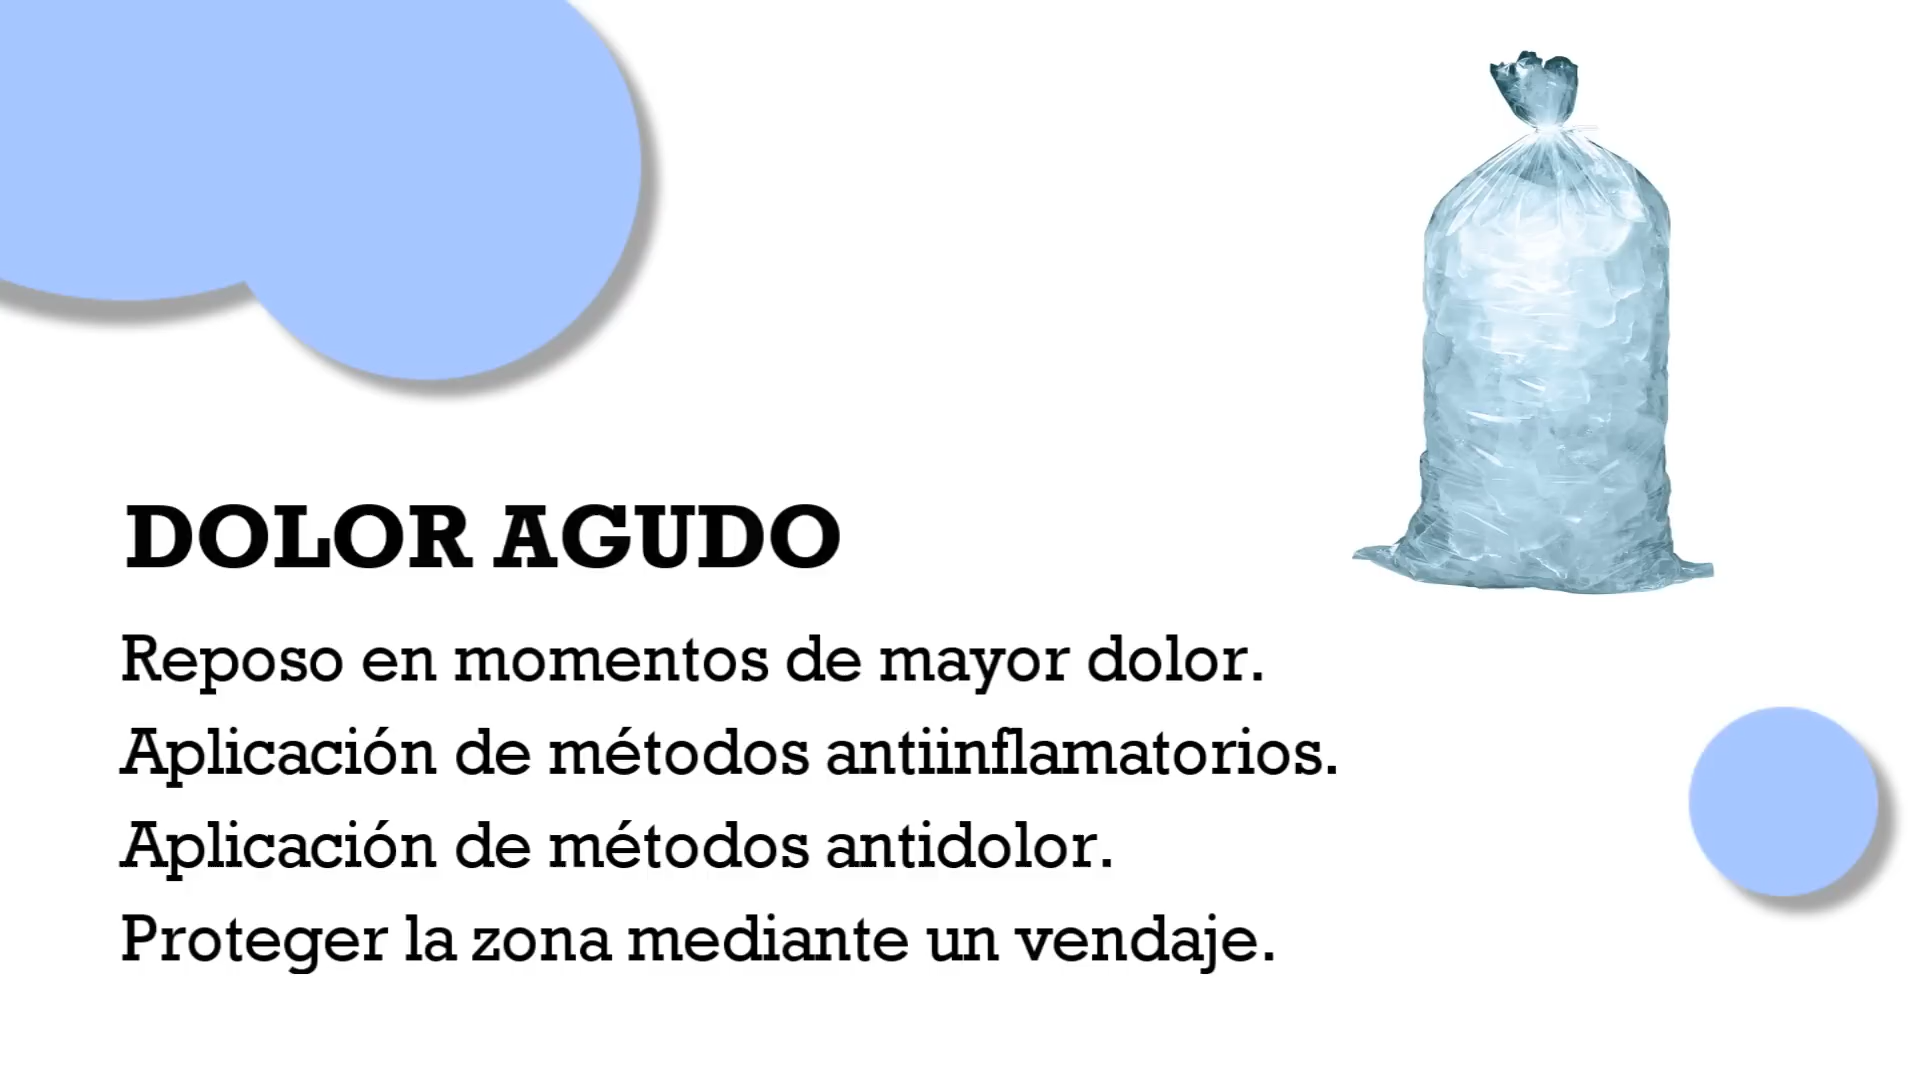 DOLOR AGUDO
Reposo en momentos de mayor dolor.
Aplicación de métodos antiinflamatorios.
Aplicación de métodos antidolor.
Proteger la zona mediante un vendaje.